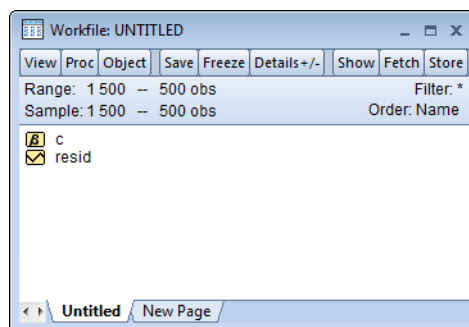 Workfile: UNTITLED
View Proc Object Save Freeze Details+/- Show Fetch Store
Range: 1 500 -- 500 obs Filter: *
Sample: 1 500 -- 500 obs Order: Name
β c
resid
Untitled New Page